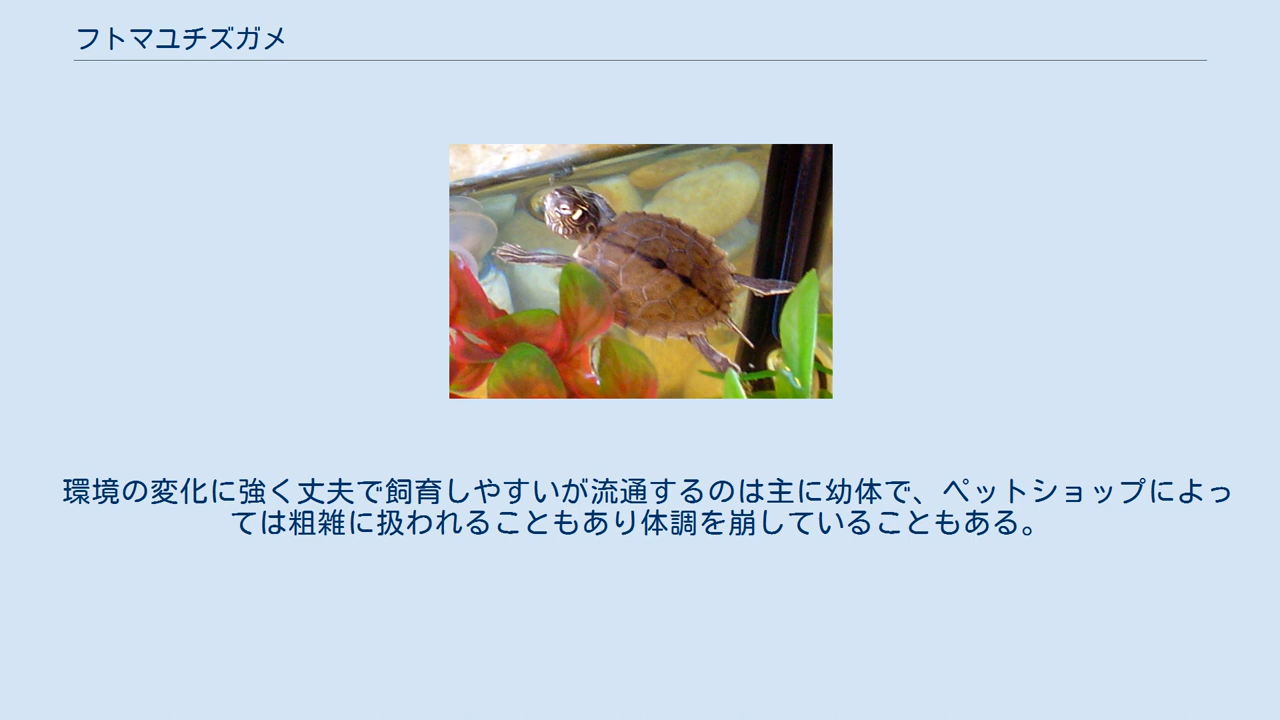 フトマユチズガメ
環境の変化に強く丈夫で飼育しやすいが流通するのは主に幼体で、ペットショップによっ
ては粗雑に扱われることもあり体調を崩していることもある。